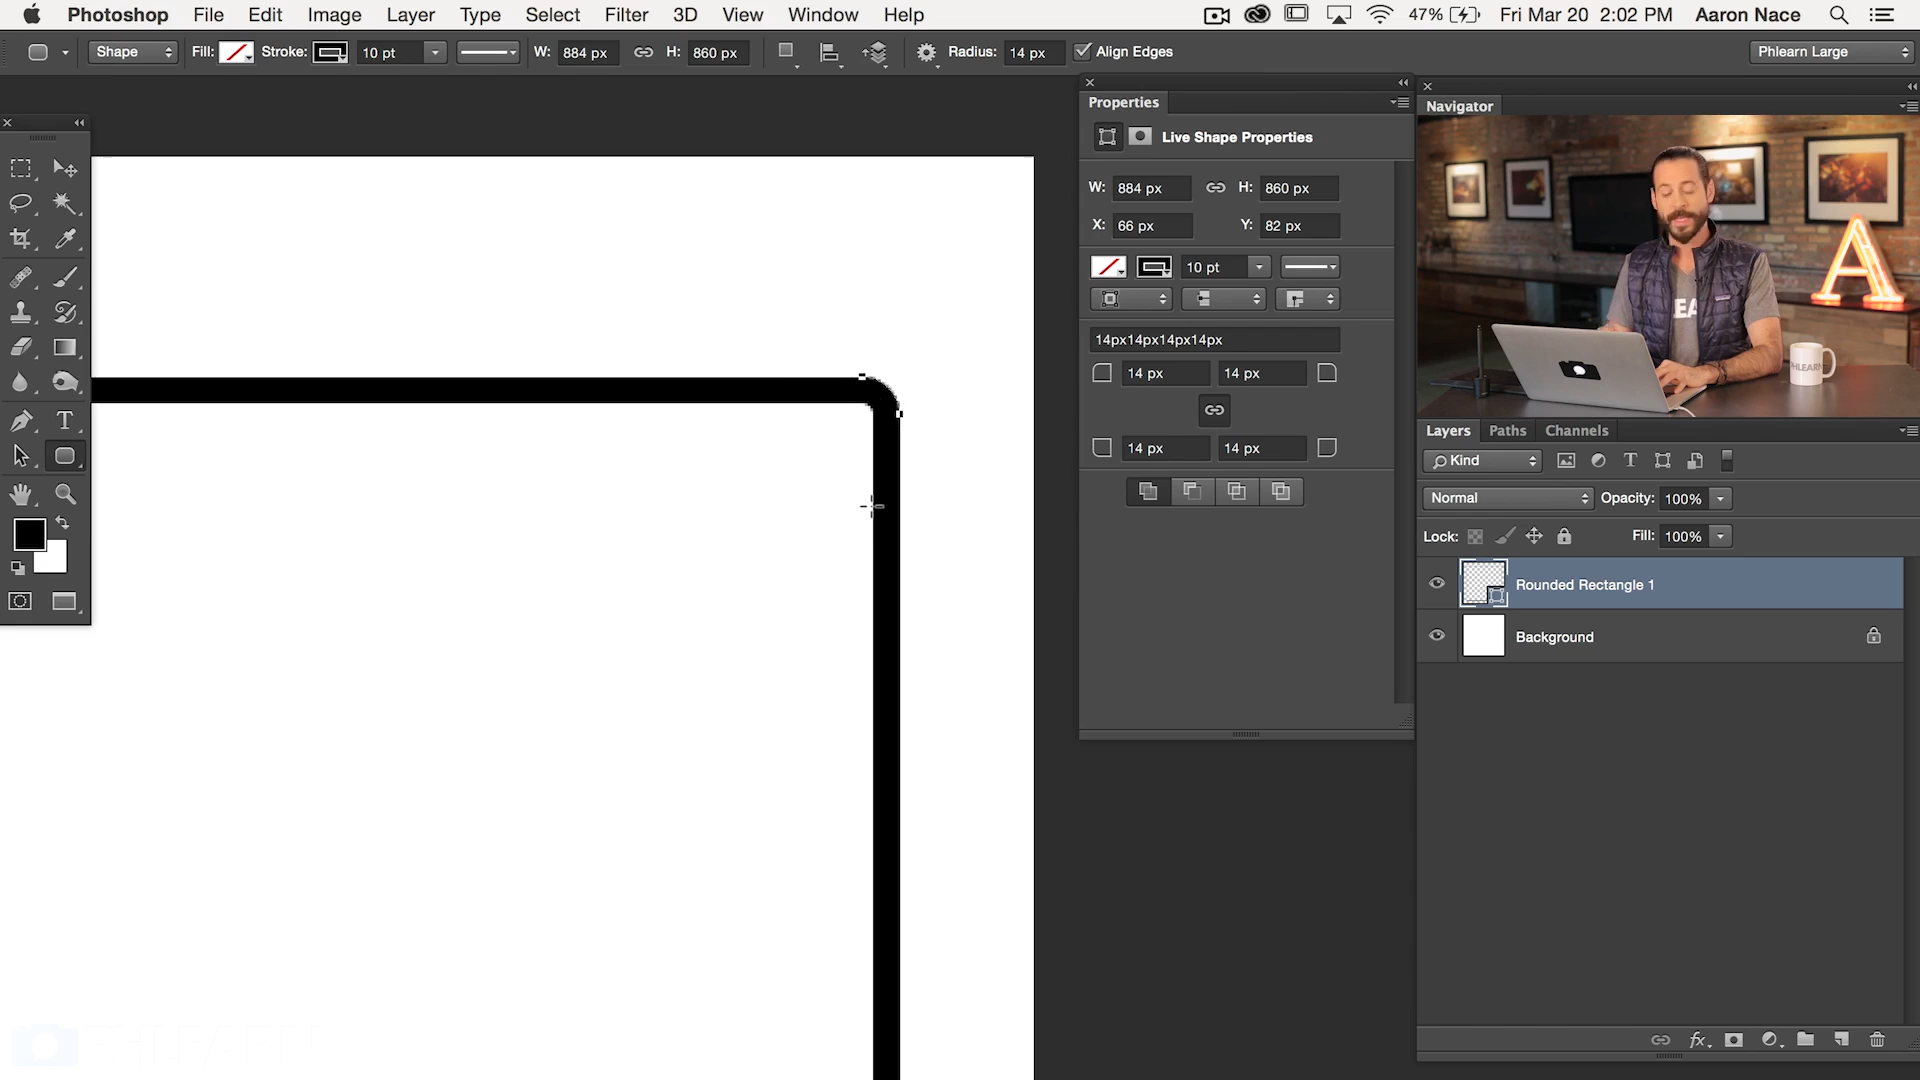 Photoshop File Edit Image Layer Type Select Filter 3D View Window Help 47% Fri Mar 20 2:02 PM Aaron Nace
Shape Fill: Stroke: 10 pt W: 884 px H: 860 px Radius: 14 px Align Edges Phlearn Large
Properties
Live Shape Properties
W: 884 px H: 860 px
X: 66 px Y: 82 px
10 pt
14px14px14px14px
14 px 14 px
14 px 14 px
Navigator
A
PHLEARN
Layers Paths Channels
Kind
Normal Opacity: 100%
Lock: Fill: 100%
Rounded Rectangle 1
Background
fx
T